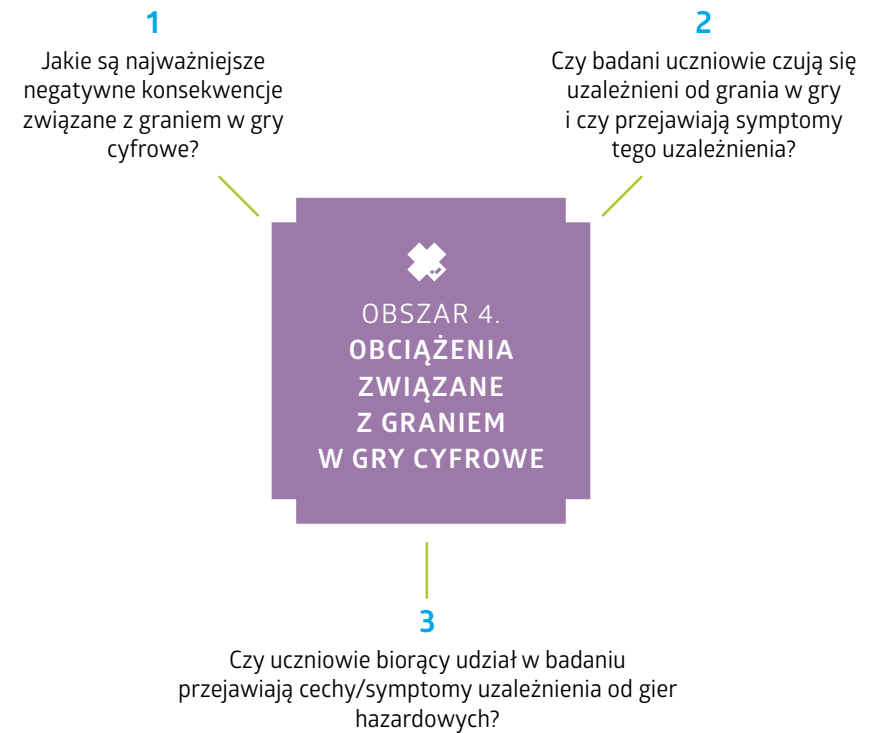 1
Jakie są najważniejsze
negatywne konsekwencje
związane z graniem w gry
cyfrowe?
2
Czy badani uczniowie czują się
uzależnieni od grania w gry
i czy przejawiają symptomy
tego uzależnienia?
OBSZAR 4.
OBCIĄŻENIA
ZWIĄZANE
Z GRANIEM
W GRY CYFROWE
3
Czy uczniowie biorący udział w badaniu
przejawiają cechy/symptomy uzależnienia od gier
hazardowych?